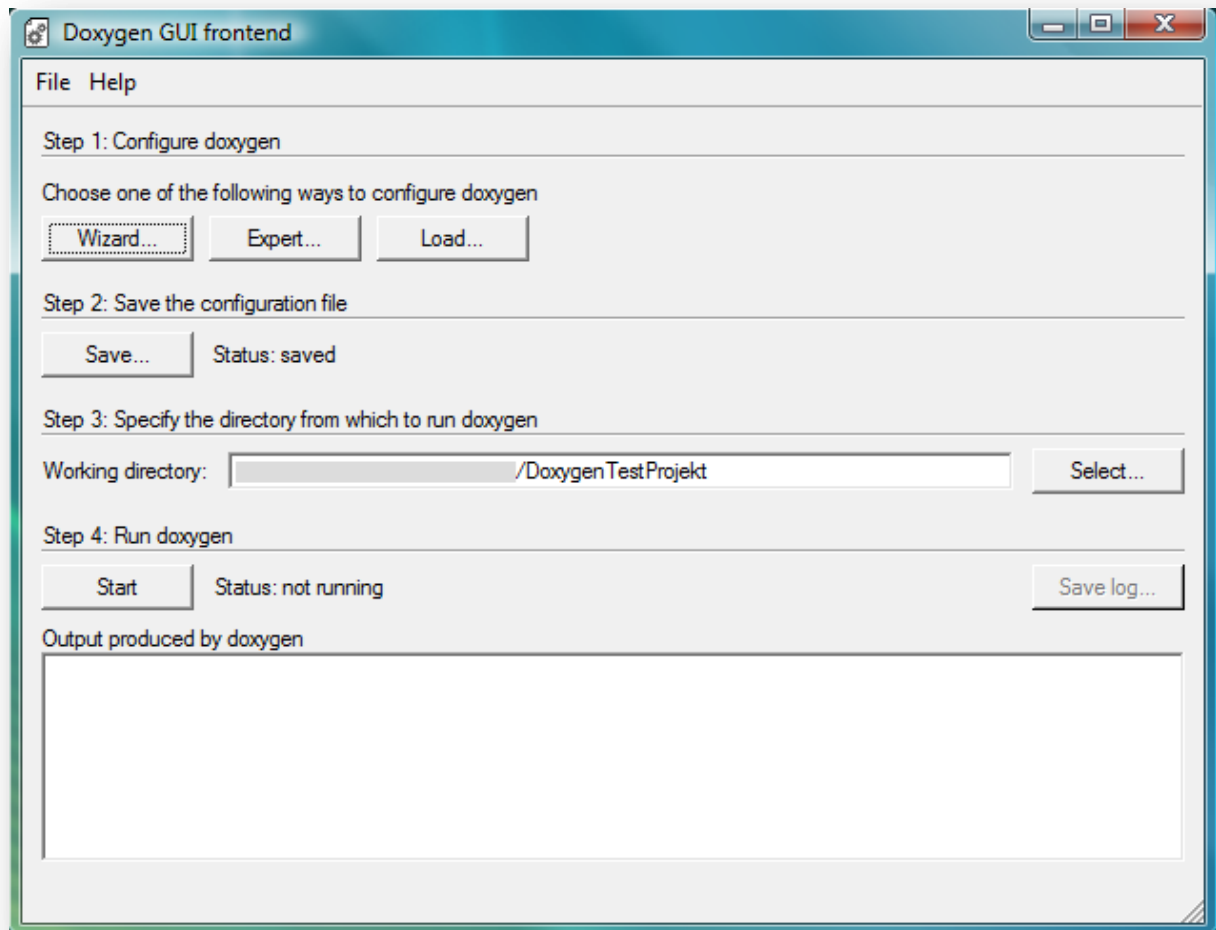 Doxygen GUI frontend
File Help
Step 1: Configure doxygen
Choose one of the following ways to configure doxygen
Wizard... Expert... Load...
Step 2: Save the configuration file
Save... Status: saved
Step 3: Specify the directory from which to run doxygen
Working directory: /DoxygenTestProjekt Select...
Step 4: Run doxygen
Start Status: not running Save log...
Output produced by doxygen